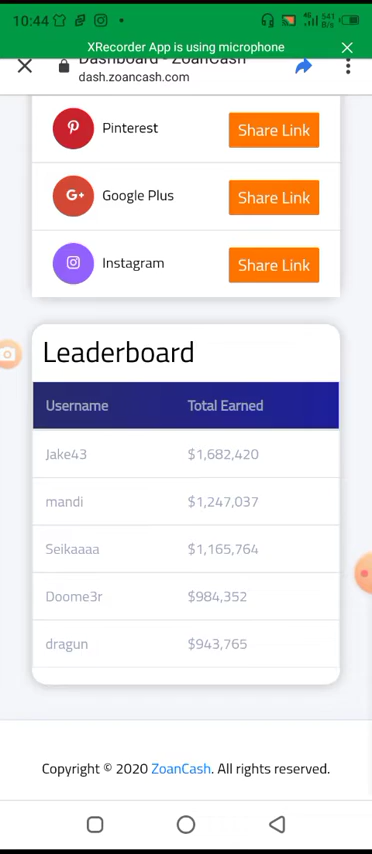 10:44
4G 541 B/s
XRecorder App is using microphone
Dashboard - ZoanCash
dash.zoancash.com
Pinterest Share Link
G+ Google Plus Share Link
Instagram Share Link
Leaderboard
Username Total Earned
Jake43 $1,682,420
mandi $1,247,037
Seikaaaa $1,165,764
Doome3r $984,352
dragun $943,765
Copyright © 2020 ZoanCash. All rights reserved.